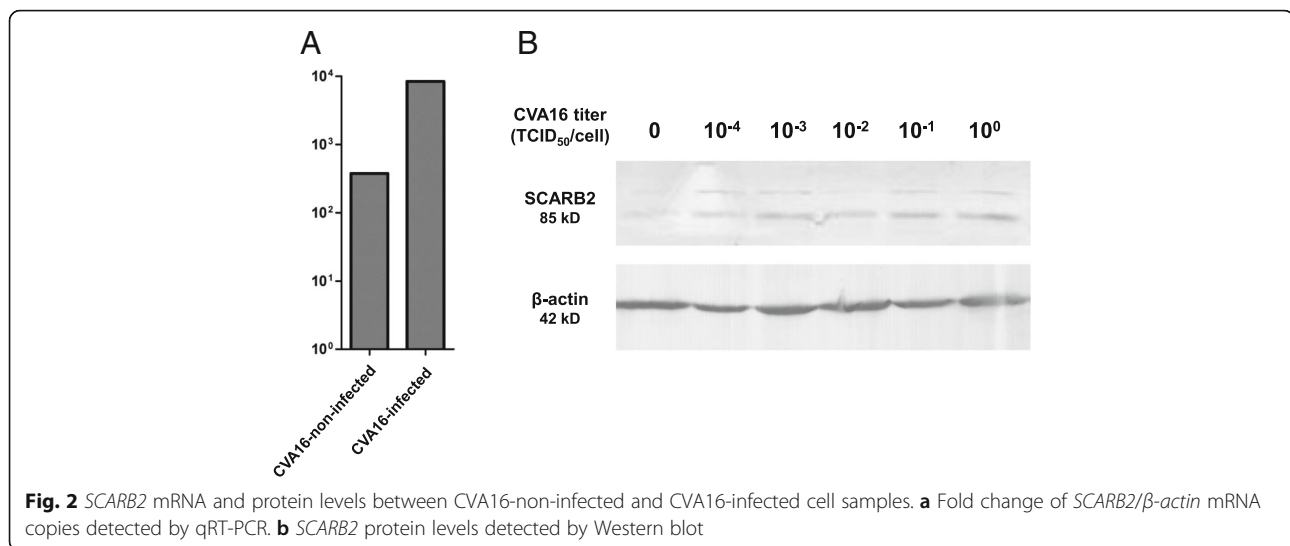 A
B
10⁴
10³
10²
10¹
10⁰
CVA16-non-infected
CVA16-infected
CVA16 titer
(TCID₅₀/cell)
0 10⁻⁴ 10⁻³ 10⁻² 10⁻¹ 10⁰
SCARB2
85 kD
β-actin
42 kD
Fig. 2 SCARB2 mRNA and protein levels between CVA16-non-infected and CVA16-infected cell samples. a Fold change of SCARB2/β-actin mRNA
copies detected by qRT-PCR. b SCARB2 protein levels detected by Western blot